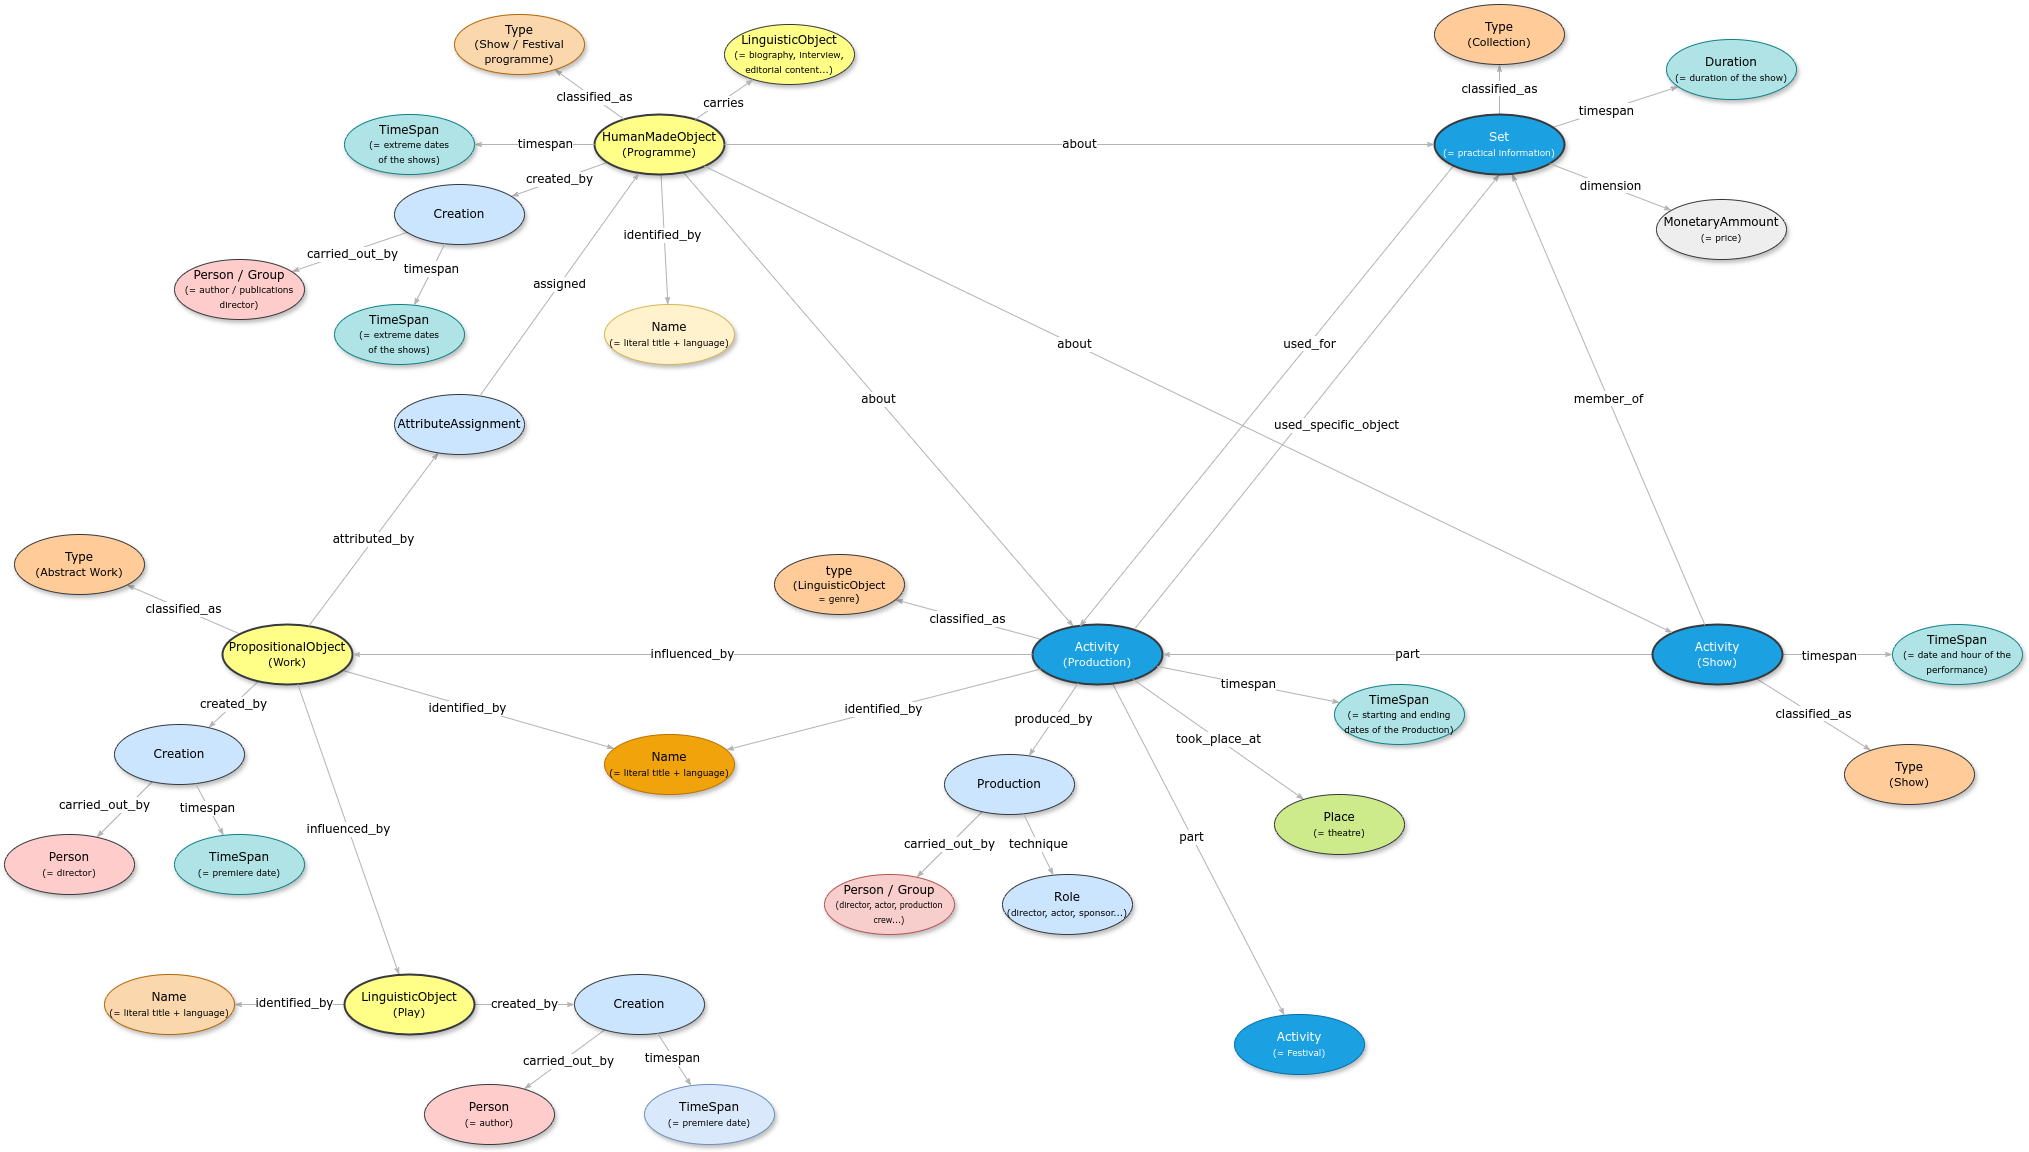 Type
(Show / Festival
programme)
LinguisticObject
(= biography, interview,
editorial content...)
Type
(Collection)
Duration
(= duration of the show)
classified_as
carries
classified_as
timespan
TimeSpan
(= extreme dates
of the shows)
timespan
HumanMadeObject
(Programme)
about
Set
(= practical information)
created_by
dimension
Creation
MonetaryAmmount
(= price)
identified_by
carried_out_by
timespan
Person / Group
(= author / publications
director)
assigned
TimeSpan
(= extreme dates
of the shows)
Name
(= literal title + language)
about
used_for
about
member_of
AttributeAssignment
used_specific_object
attributed_by
Type
(Abstract Work)
type
(LinguisticObject
= genre)
classified_as
classified_as
PropositionalObject
(Work)
influenced_by
Activity
(Production)
part
Activity
(Show)
timespan
TimeSpan
(= date and hour of the
performance)
created_by
identified_by
identified_by
timespan
TimeSpan
(= starting and ending
dates of the Production)
classified_as
produced_by
took_place_at
Creation
Name
(= literal title + language)
Production
Type
(Show)
carried_out_by
timespan
influenced_by
Place
(= theatre)
part
carried_out_by
technique
Person
(= director)
TimeSpan
(= premiere date)
Person / Group
(director, actor, production
crew...)
Role
(director, actor, sponsor...)
Name
(= literal title + language)
identified_by
LinguisticObject
(Play)
created_by
Creation
Activity
(= Festival)
carried_out_by
timespan
Person
(= author)
TimeSpan
(= premiere date)